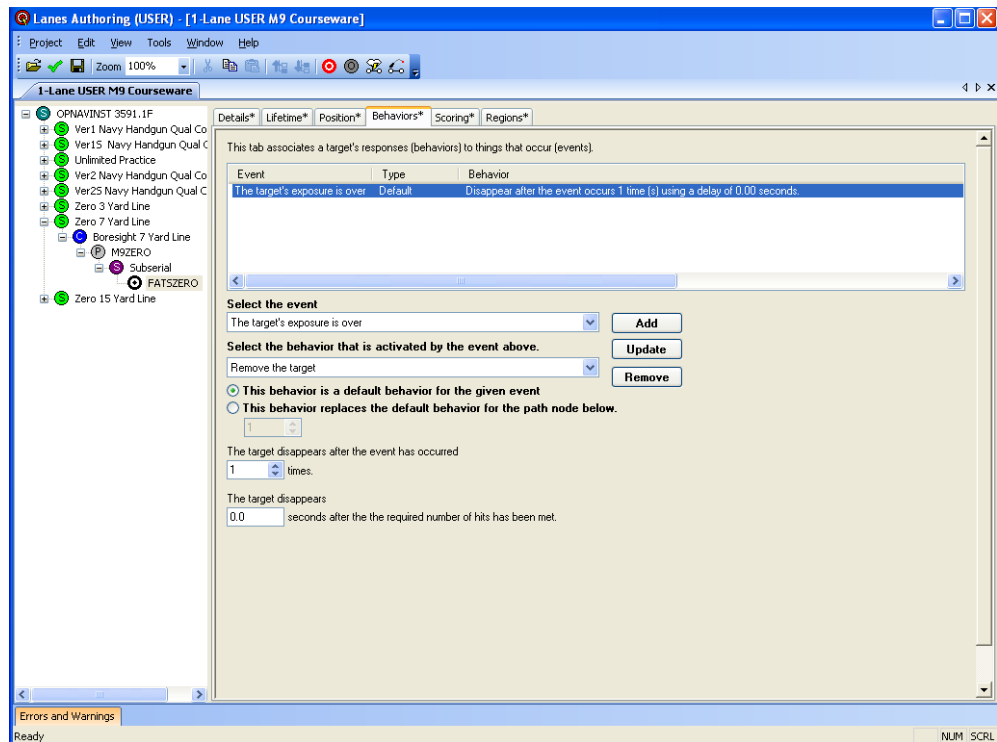 Lanes Authoring (USER) - [1-Lane USER M9 Courseware]
Project Edit View Tools Window Help
Zoom 100%
1-Lane USER M9 Courseware
OPNAVINST 3591.1F
Ver1 Navy Handgun Qual Co
Ver1S Navy Handgun Qual C
Unlimited Practice
Ver2 Navy Handgun Qual Co
Ver2S Navy Handgun Qual C
Zero 3 Yard Line
Zero 7 Yard Line
Boresight 7 Yard Line
M9ZERO
Subserial
FATSZERO
Zero 15 Yard Line
Details* Lifetime* Position* Behaviors* Scoring* Regions*
This tab associates a target's responses (behaviors) to things that occur (events).
Event Type Behavior
The target's exposure is over Default Disappear after the event occurs 1 time (s) using a delay of 0.00 seconds.
Select the event
The target's exposure is over Add
Select the behavior that is activated by the event above. Update
Remove the target Remove
This behavior is a default behavior for the given event
This behavior replaces the default behavior for the path node below.
1
The target disappears after the event has occurred
1 times.
The target disappears
0.0 seconds after the the required number of hits has been met.
Errors and Warnings
Ready NUM SCRL